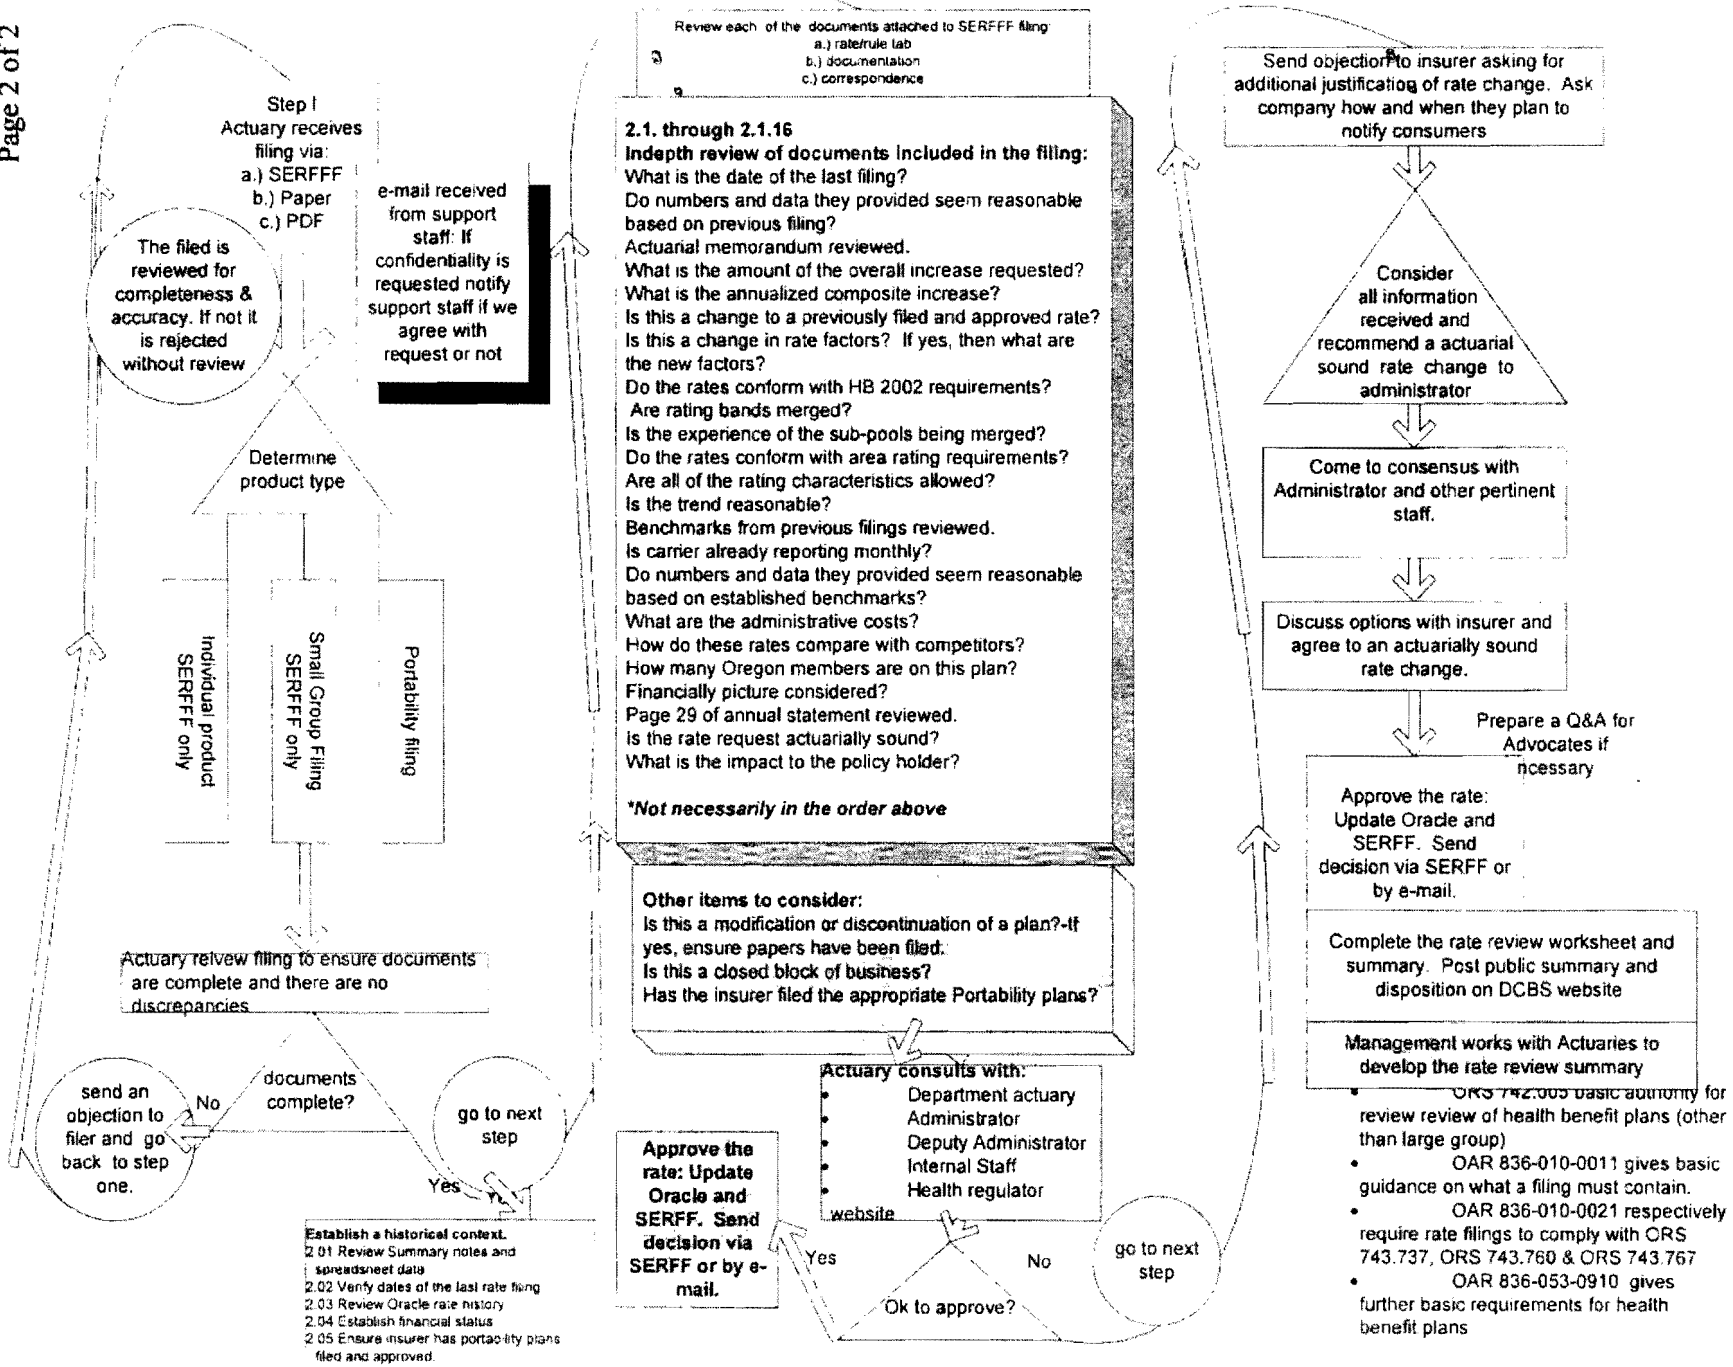 Page 2 of 2
Step I
Actuary receives
filing via:
a.) SERFFF
b.) Paper
c.) PDF
e-mail received
from support
staff: If
confidentiality is
requested notify
support staff if we
agree with
request or not
The filed is
reviewed for
completeness &
accuracy. If not it
is rejected
without review
Determine
product type
Individual product
SERFFF only
Small Group Filing
SERFFF only
Portability filing
Actuary reivew filing to ensure documents
are complete and there are no
discrepancies
documents
complete?
No
send an
objection to
filer and go
back to step
one.
Yes
go to next
step
Establish a historical context.
2.01 Review Summary notes and
spreadsheet data
2.02 Verify dates of the last rate filing
2.03 Review Oracle rate history
2.04 Establish financial status
2.05 Ensure insurer has portability plans
filed and approved.
Review each of the documents attached to SERFFF filing:
a.) rate/rule tab
b.) documentation
c.) correspondence
2.1. through 2.1.16
Indepth review of documents included in the filing:
What is the date of the last filing?
Do numbers and data they provided seem reasonable
based on previous filing?
Actuarial memorandum reviewed.
What is the amount of the overall increase requested?
What is the annualized composite increase?
Is this a change to a previously filed and approved rate?
Is this a change in rate factors? If yes, then what are
the new factors?
Do the rates conform with HB 2002 requirements?
Are rating bands merged?
Is the experience of the sub-pools being merged?
Do the rates conform with area rating requirements?
Are all of the rating characteristics allowed?
Is the trend reasonable?
Benchmarks from previous filings reviewed.
Is carrier already reporting monthly?
Do numbers and data they provided seem reasonable
based on established benchmarks?
What are the administrative costs?
How do these rates compare with competitors?
How many Oregon members are on this plan?
Financially picture considered?
Page 29 of annual statement reviewed.
Is the rate request actuarially sound?
What is the impact to the policy holder?
*Not necessarily in the order above
Other items to consider:
Is this a modification or discontinuation of a plan?-If
yes, ensure papers have been filed.
Is this a closed block of business?
Has the insurer filed the appropriate Portability plans?
Actuary consults with:
• Department actuary
• Administrator
• Deputy Administrator
• Internal Staff
• Health regulator
website
Ok to approve?
Yes
Approve the
rate: Update
Oracle and
SERFF. Send
decision via
SERFF or by e-
mail.
No
go to next
step
Send objection to insurer asking for
additional justification of rate change. Ask
company how and when they plan to
notify consumers
Consider
all information
received and
recommend a actuarial
sound rate change to
administrator
Come to consensus with
Administrator and other pertinent
staff.
Discuss options with insurer and
agree to an actuarially sound
rate change.
Prepare a Q&A for
Advocates if
ncessary
Approve the rate:
Update Oracle and
SERFF. Send
decision via SERFF or
by e-mail.
Complete the rate review worksheet and
summary. Post public summary and
disposition on DCBS website
Management works with Actuaries to
develop the rate review summary
• ORS 742.005 basic authority for
review review of health benefit plans (other
than large group)
• OAR 836-010-0011 gives basic
guidance on what a filing must contain.
• OAR 836-010-0021 respectively
require rate filings to comply with ORS
743.737, ORS 743.760 & ORS 743.767
• OAR 836-053-0910 gives
further basic requirements for health
benefit plans